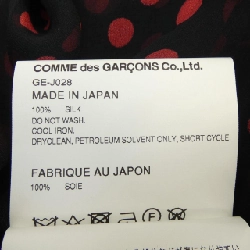 COMME des GARÇONS Co., Ltd.
GE-J028
MADE IN JAPAN
100% SILK
DO NOT WASH.
COOL IRON.
DRYCLEAN, PETROLEUM SOLVENT ONLY, SHORT CYCLE
FABRIQUE AU JAPON
100% SOIE